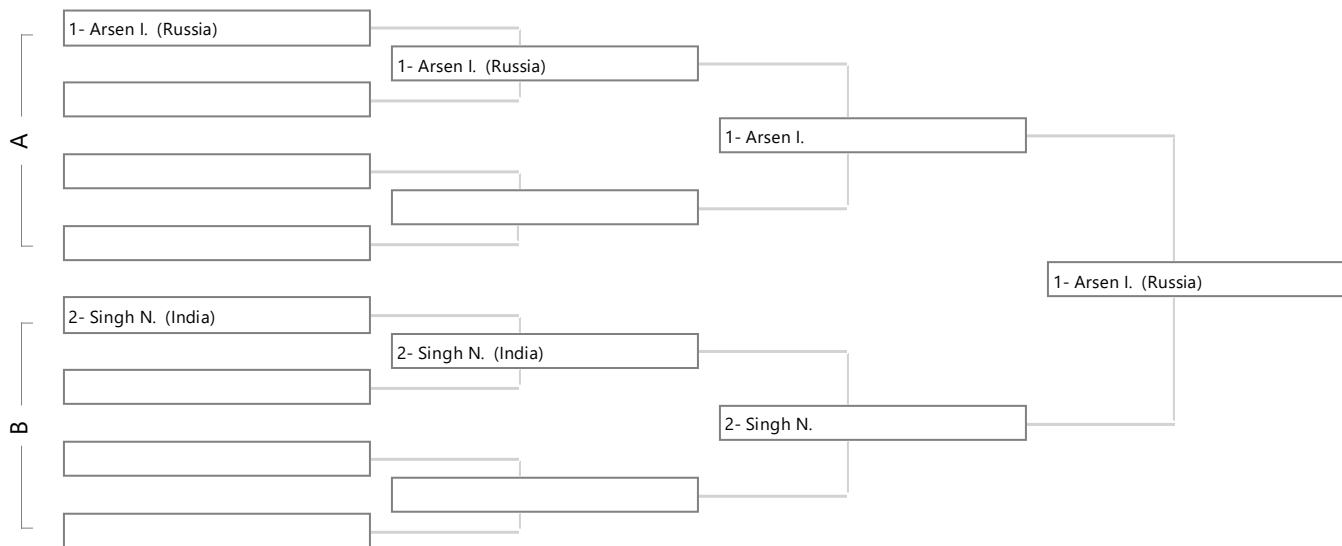 1- Arsen I. (Russia)
1- Arsen I. (Russia)
A
1- Arsen I.
1- Arsen I. (Russia)
2- Singh N. (India)
2- Singh N. (India)
B
2- Singh N.